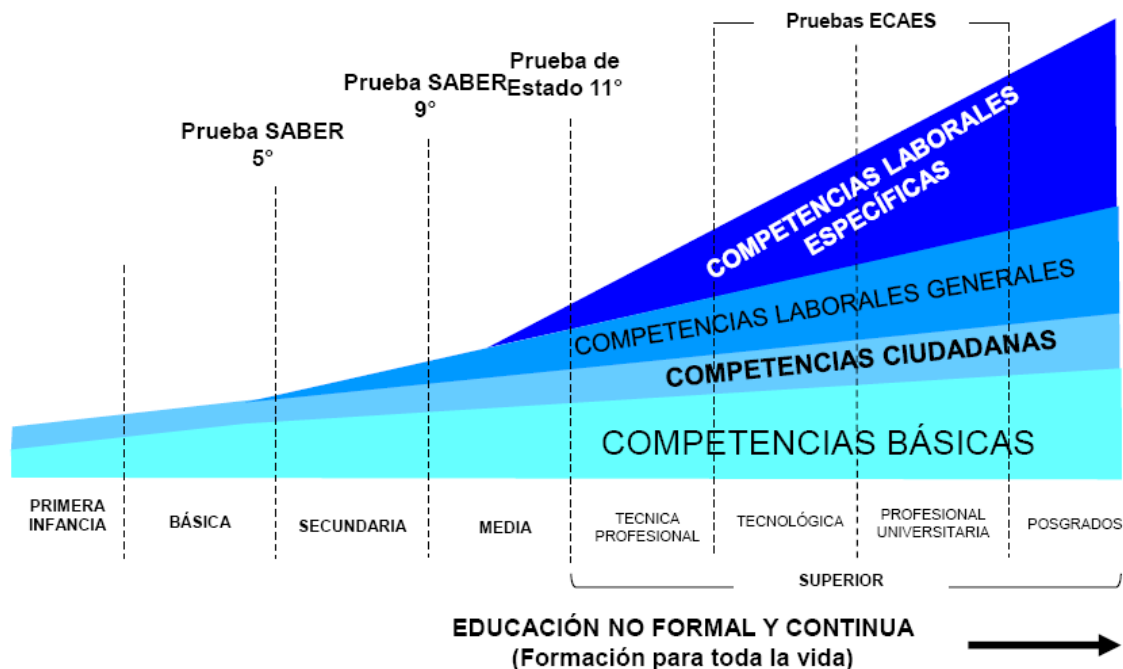 Pruebas ECAES
Prueba de
Estado 11°
Prueba SABER
9°
Prueba SABER
5°
COMPETENCIAS LABORALES
ESPECÍFICAS
COMPETENCIAS LABORALES GENERALES
COMPETENCIAS CIUDADANAS
COMPETENCIAS BÁSICAS
PRIMERA
INFANCIA
BÁSICA
SECUNDARIA
MEDIA
TECNICA
PROFESIONAL
TECNOLÓGICA
PROFESIONAL
UNIVERSITARIA
POSGRADOS
SUPERIOR
EDUCACIÓN NO FORMAL Y CONTINUA
(Formación para toda la vida)